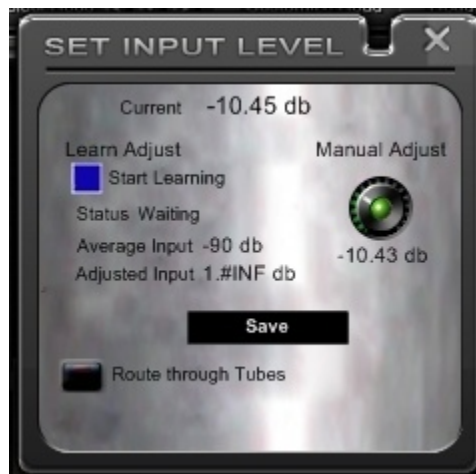 SET INPUT LEVEL X
Current -10.45 db
Learn Adjust Manual Adjust
Start Learning
Status Waiting
Average Input -90 db
-10.43 db
Adjusted Input 1.#INF db
Save
Route through Tubes